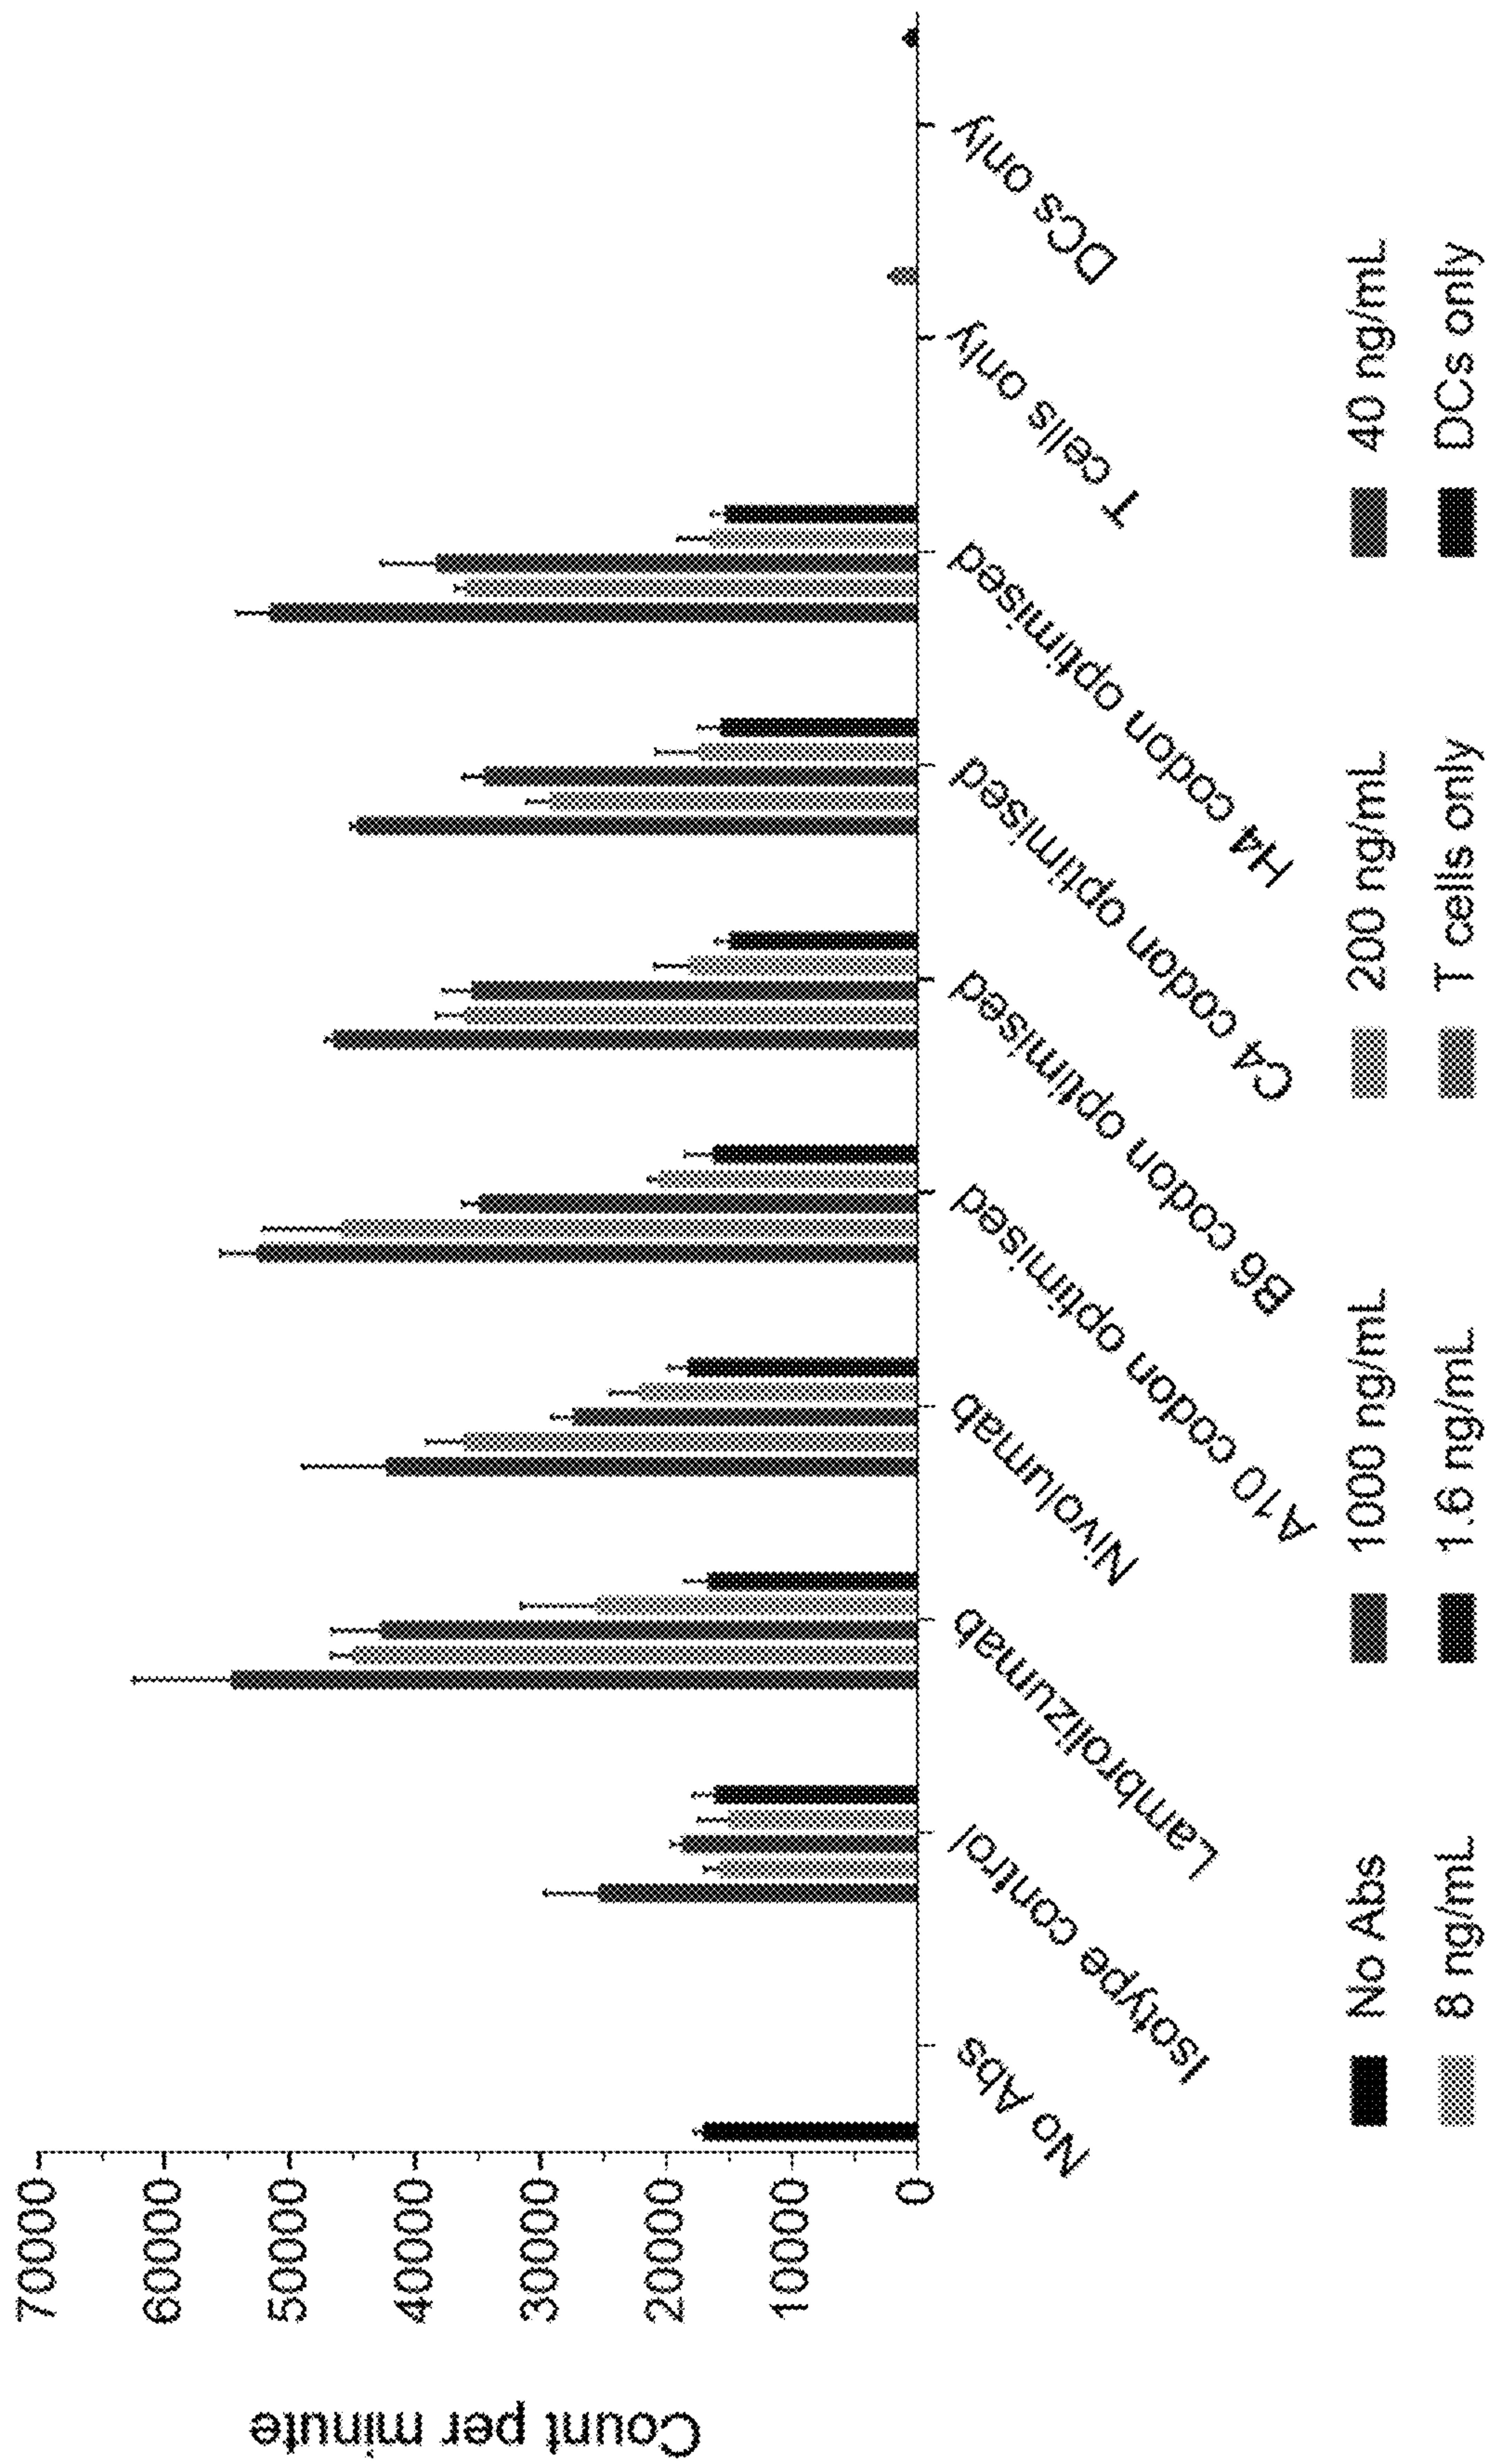 Count per minute
70000
60000
50000
40000
30000
20000
10000
0
No Abs
Isotype control
Lambrolizumab
Nivolumab
A10 codon optimised
B6 codon optimised
C4 codon optimised
H4 codon optimised
T cells only
DCs only
No Abs 1000 ng/mL 200 ng/mL 40 ng/mL
8 ng/mL 1.6 ng/mL T cells only DCs only